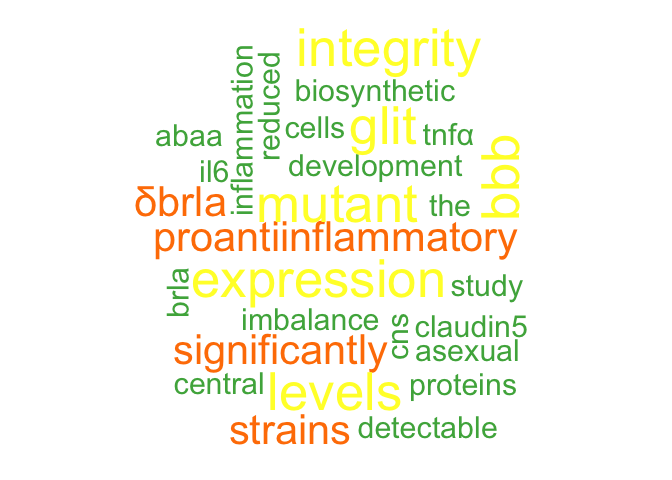 integrity
biosynthetic
inflammation
reduced
cells
glit
tnfα
abaa
il6
development
bbb
δbrla
mutant
the
proantiinflammatory
brla
expression
study
imbalance
cns
claudin5
significantly
asexual
central
levels
proteins
strains
detectable